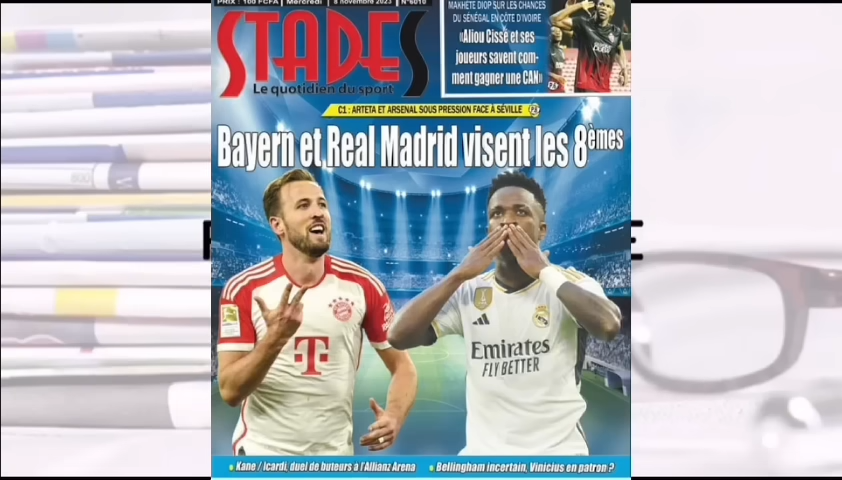 PRIX : 100 FCFA | Mercredi | 8 novembre 2023 | N°6010
STADES
Le quotidien du sport
MAKHÈTE DIOP SUR LES CHANCES
DU SÉNÉGAL EN CÔTE D'IVOIRE
«Aliou Cissé et ses
joueurs savent com-
ment gagner une CAN»
C1 : ARTETA ET ARSENAL SOUS PRESSION FACE À SÉVILLE
Bayern et Real Madrid visent les 8èmes
T
Emirates
FLY BETTER
Kane / Icardi, duel de buteurs à l'Allianz Arena
Bellingham incertain, Vinicius en patron ?